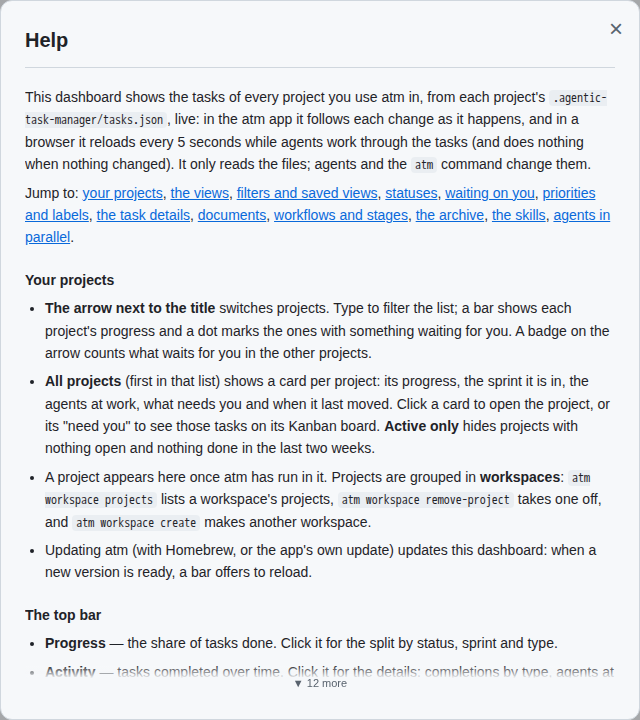 Help
×
This dashboard shows the tasks of every project you use atm in, from each project's .agentic-
task-manager/tasks.json, live: in the atm app it follows each change as it happens, and in a
browser it reloads every 5 seconds while agents work through the tasks (and does nothing
when nothing changed). It only reads the files; agents and the atm command change them.
Jump to: your projects, the views, filters and saved views, statuses, waiting on you, priorities
and labels, the task details, documents, workflows and stages, the archive, the skills, agents in
parallel.
Your projects
• The arrow next to the title switches projects. Type to filter the list; a bar shows each
project's progress and a dot marks the ones with something waiting for you. A badge on the
arrow counts what waits for you in the other projects.
• All projects (first in that list) shows a card per project: its progress, the sprint it is in, the
agents at work, what needs you and when it last moved. Click a card to open the project, or
its "need you" to see those tasks on its Kanban board. Active only hides projects with
nothing open and nothing done in the last two weeks.
• A project appears here once atm has run in it. Projects are grouped in workspaces: atm
workspace projects lists a workspace's projects, atm workspace remove-project takes one off,
and atm workspace create makes another workspace.
• Updating atm (with Homebrew, or the app's own update) updates this dashboard: when a
new version is ready, a bar offers to reload.
The top bar
• Progress — the share of tasks done. Click it for the split by status, sprint and type.
• Activity — tasks completed over time. Click it for the details: completions by type, agents at
▼ 12 more